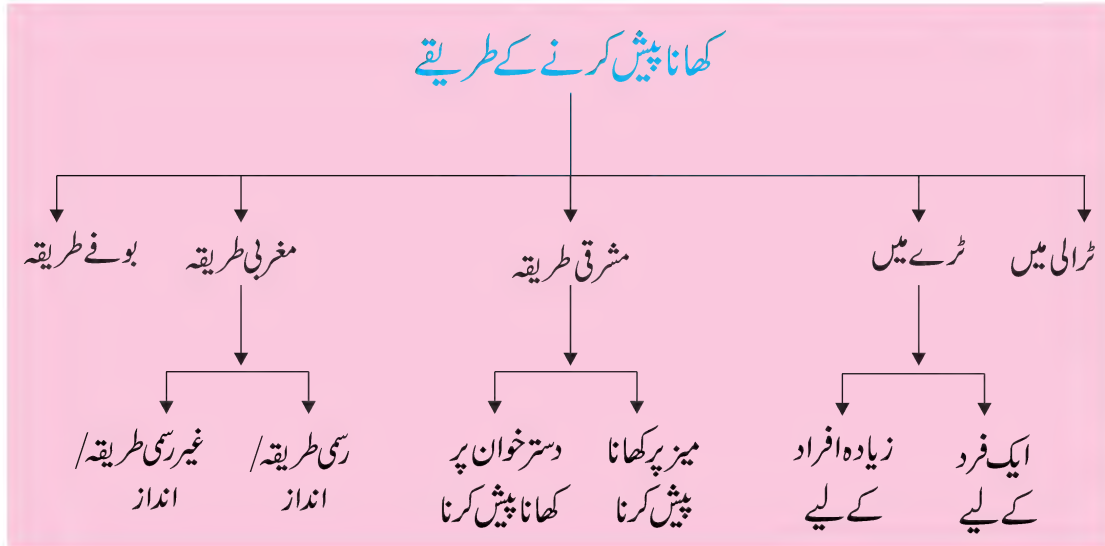 کھانا پیش کرنے کے طریقے
ٹرالی میں
ٹرے میں
مشرقی طریقہ
مغربی طریقہ
بوفے طریقہ
ایک فرد
کے لیے
زیادہ افراد
کے لیے
میز پر کھانا
پیش کرنا
دستر خوان پر
کھانا پیش کرنا
رسمی طریقہ/
انداز
غیر رسمی طریقہ/
انداز